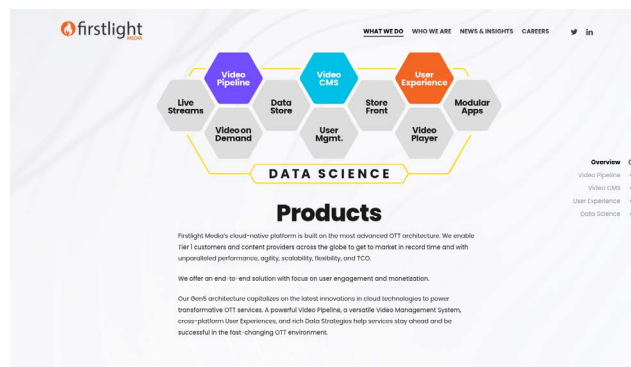 firstlight
MEDIA
WHAT WE DO WHO WE ARE NEWS & INSIGHTS CAREERS
Video
Pipeline
Video
CMS
User
Experience
Live
Streams
Data
Store
Store
Front
Modular
Apps
Video on
Demand
User
Mgmt.
Video
Player
DATA SCIENCE
Overview
Video Pipeline
Video CMS
User Experience
Data Science
Products
Firstlight Media's cloud-native platform is built on the most advanced OTT architecture. We enable
Tier 1 customers and content providers across the globe to get to market in record time and with
unparalleled performance, agility, scalability, flexibility, and TCO.
We offer an end-to-end solution with focus on user engagement and monetization.
Our Gen5 architecture capitalizes on the latest innovations in cloud technologies to power
transformative OTT services. A powerful Video Pipeline, a versatile Video Management System,
cross-platform User Experiences, and rich Data Strategies help services stay ahead and be
successful in the fast-changing OTT environment.